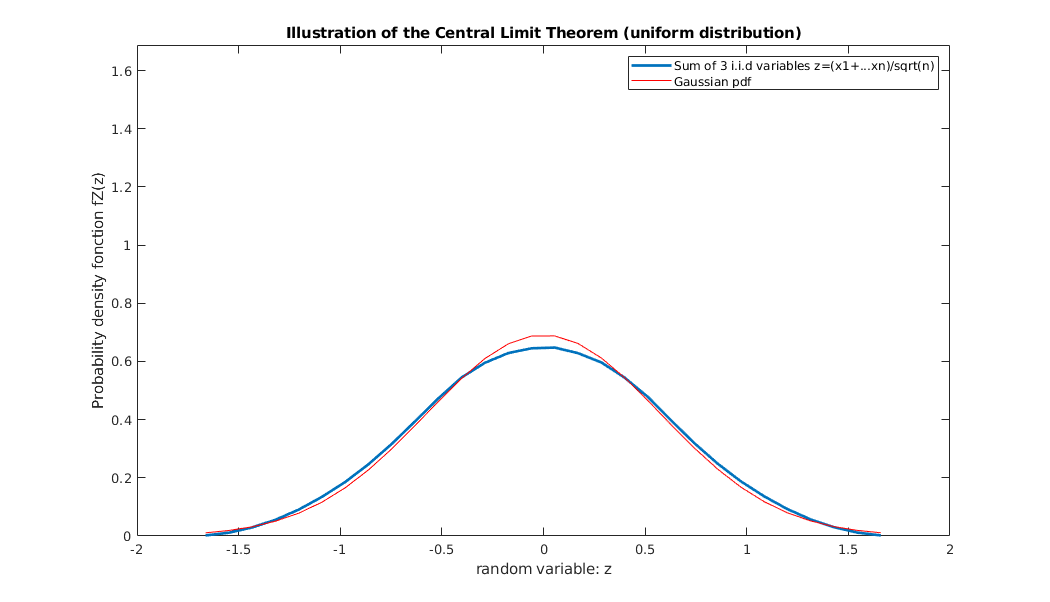 Illustration of the Central Limit Theorem (uniform distribution)
Sum of 3 i.i.d variables z=(x1+...xn)/sqrt(n)
Gaussian pdf
Probability density fonction fZ(z)
1.6
1.4
1.2
1
0.8
0.6
0.4
0.2
0
-2 -1.5 -1 -0.5 0 0.5 1 1.5 2
random variable: z